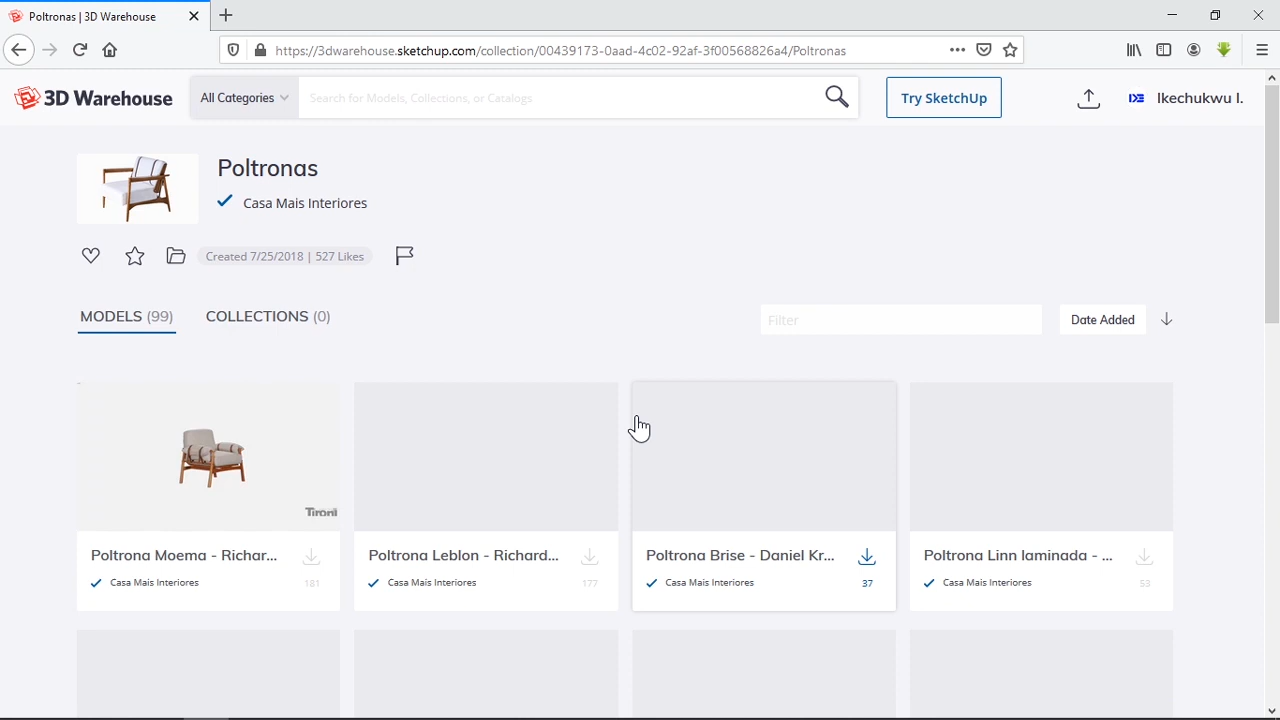 Poltronas | 3D Warehouse
https://3dwarehouse.sketchup.com/collection/00439173-0aad-4c02-92af-3f00568826a4/Poltronas
3D Warehouse
All Categories
Search for Models, Collections, or Catalogs
Try SketchUp
Ikechukwu I.
Poltronas
Casa Mais Interiores
Created 7/25/2018 | 527 Likes
MODELS (99)
COLLECTIONS (0)
Filter
Date Added
Tironi
Poltrona Moema - Richar...
Casa Mais Interiores
181
Poltrona Leblon - Richard...
Casa Mais Interiores
177
Poltrona Brise - Daniel Kr...
Casa Mais Interiores
37
Poltrona Linn laminada - ...
Casa Mais Interiores
53